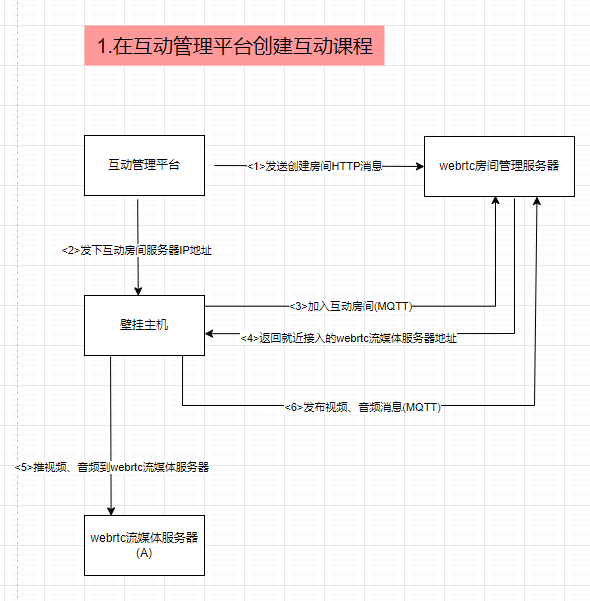 1.在互动管理平台创建互动课程
互动管理平台
<1>发送创建房间HTTP消息
webrtc房间管理服务器
<2>发下互动房间服务器IP地址
壁挂主机
<3>加入互动房间(MQTT)
<4>返回就近接入的webrtc流媒体服务器地址
<6>发布视频、音频消息(MQTT)
<5>推视频、音频到webrtc流媒体服务器
webrtc流媒体服务器
(A)